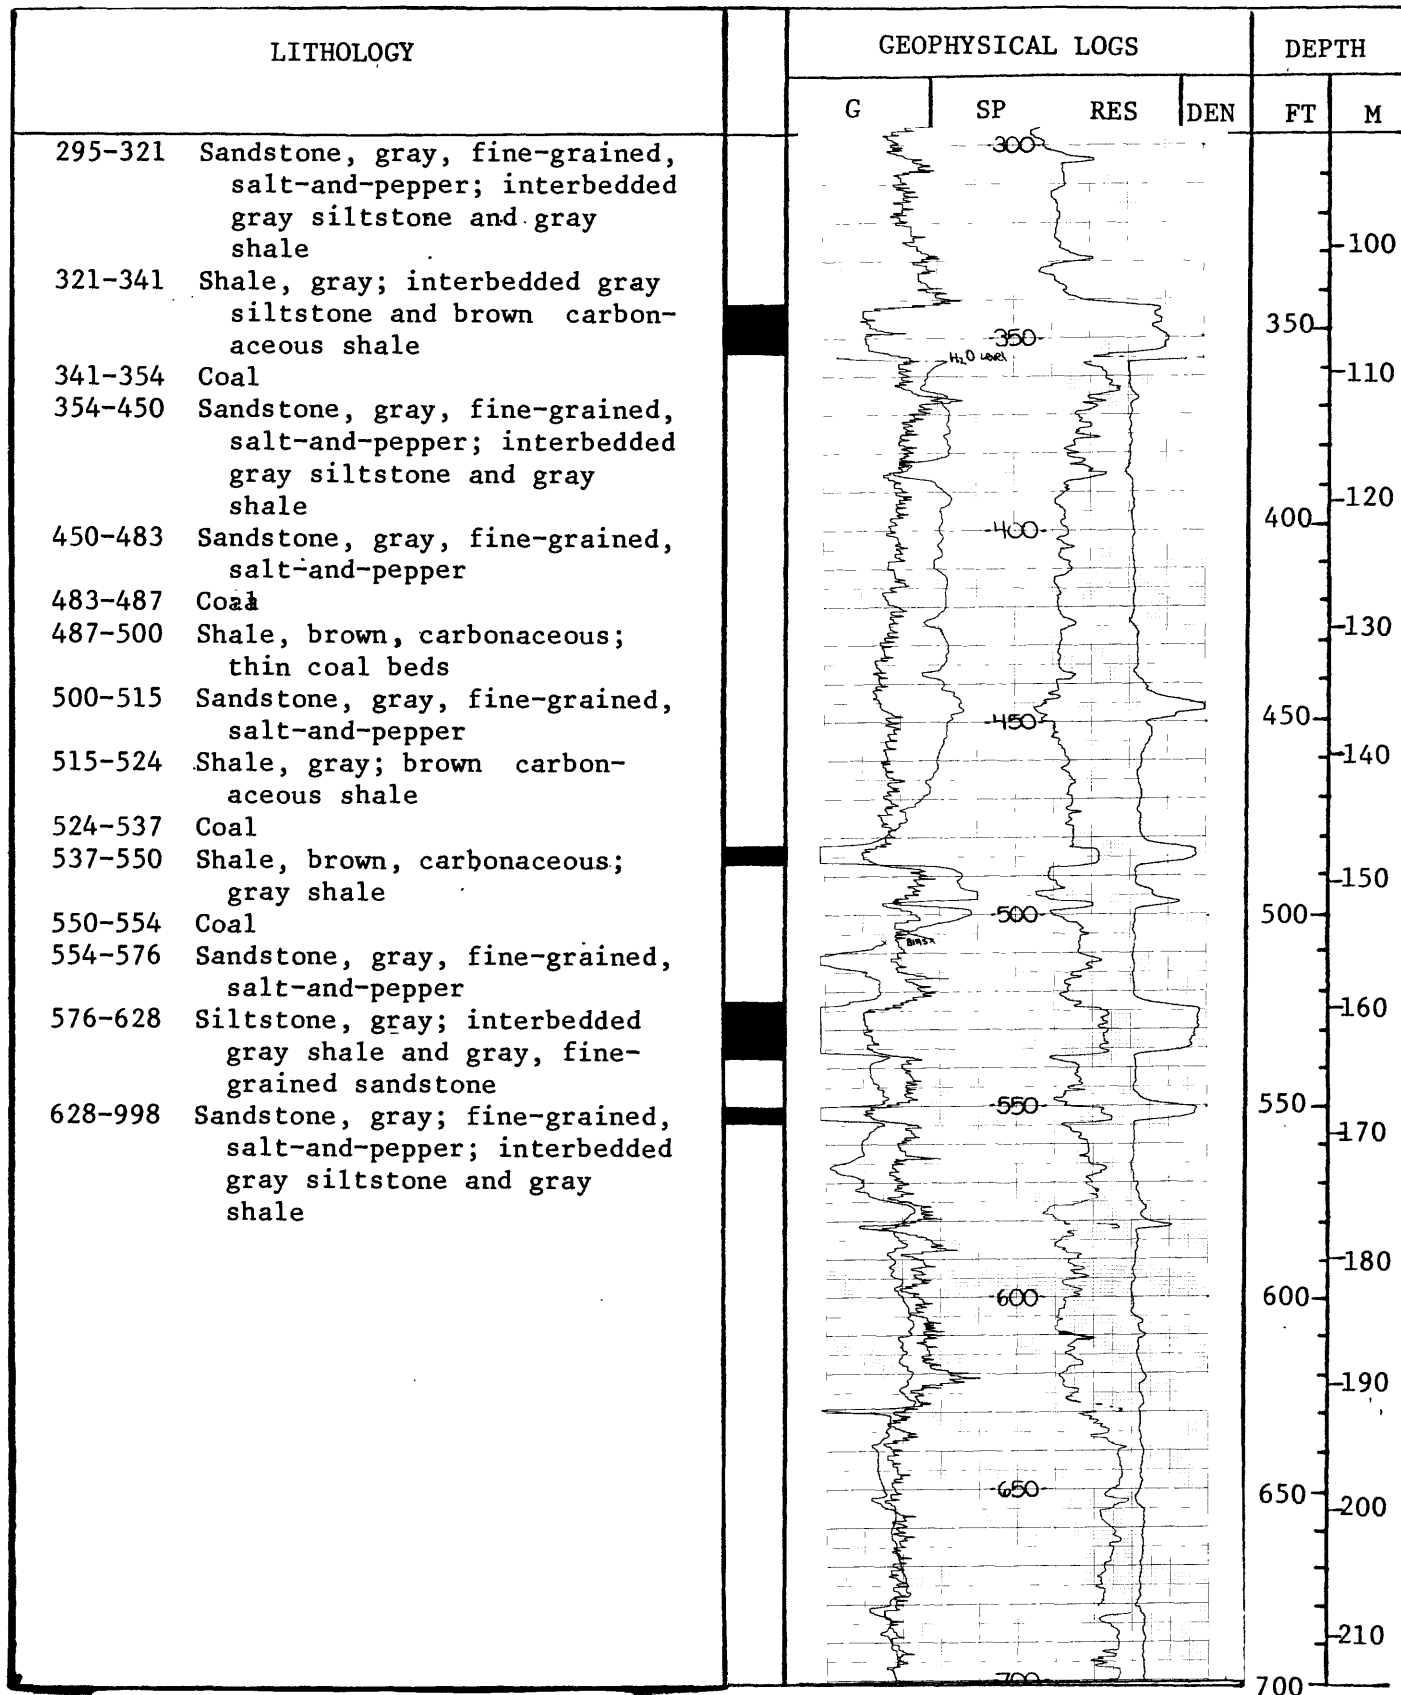 LITHOLOGY
GEOPHYSICAL LOGS
DEPTH
G SP RES DEN FT M
295-321 Sandstone, gray, fine-grained,
salt-and-pepper; interbedded
gray siltstone and gray
shale
321-341 Shale, gray; interbedded gray
siltstone and brown carbon-
aceous shale
341-354 Coal
354-450 Sandstone, gray, fine-grained,
salt-and-pepper; interbedded
gray siltstone and gray
shale
450-483 Sandstone, gray, fine-grained,
salt-and-pepper
483-487 Coal
487-500 Shale, brown, carbonaceous;
thin coal beds
500-515 Sandstone, gray, fine-grained,
salt-and-pepper
515-524 Shale, gray; brown carbon-
aceous shale
524-537 Coal
537-550 Shale, brown, carbonaceous;
gray shale
550-554 Coal
554-576 Sandstone, gray, fine-grained,
salt-and-pepper
576-628 Siltstone, gray; interbedded
gray shale and gray, fine-
grained sandstone
628-998 Sandstone, gray; fine-grained,
salt-and-pepper; interbedded
gray siltstone and gray
shale
-300-
-350-
H₂O Level
-400-
-450-
-500-
-550-
-600-
-650-
-700-
350
400
450
500
550
600
650
700
-100
-110
-120
-130
-140
-150
-160
-170
-180
-190
-200
-210